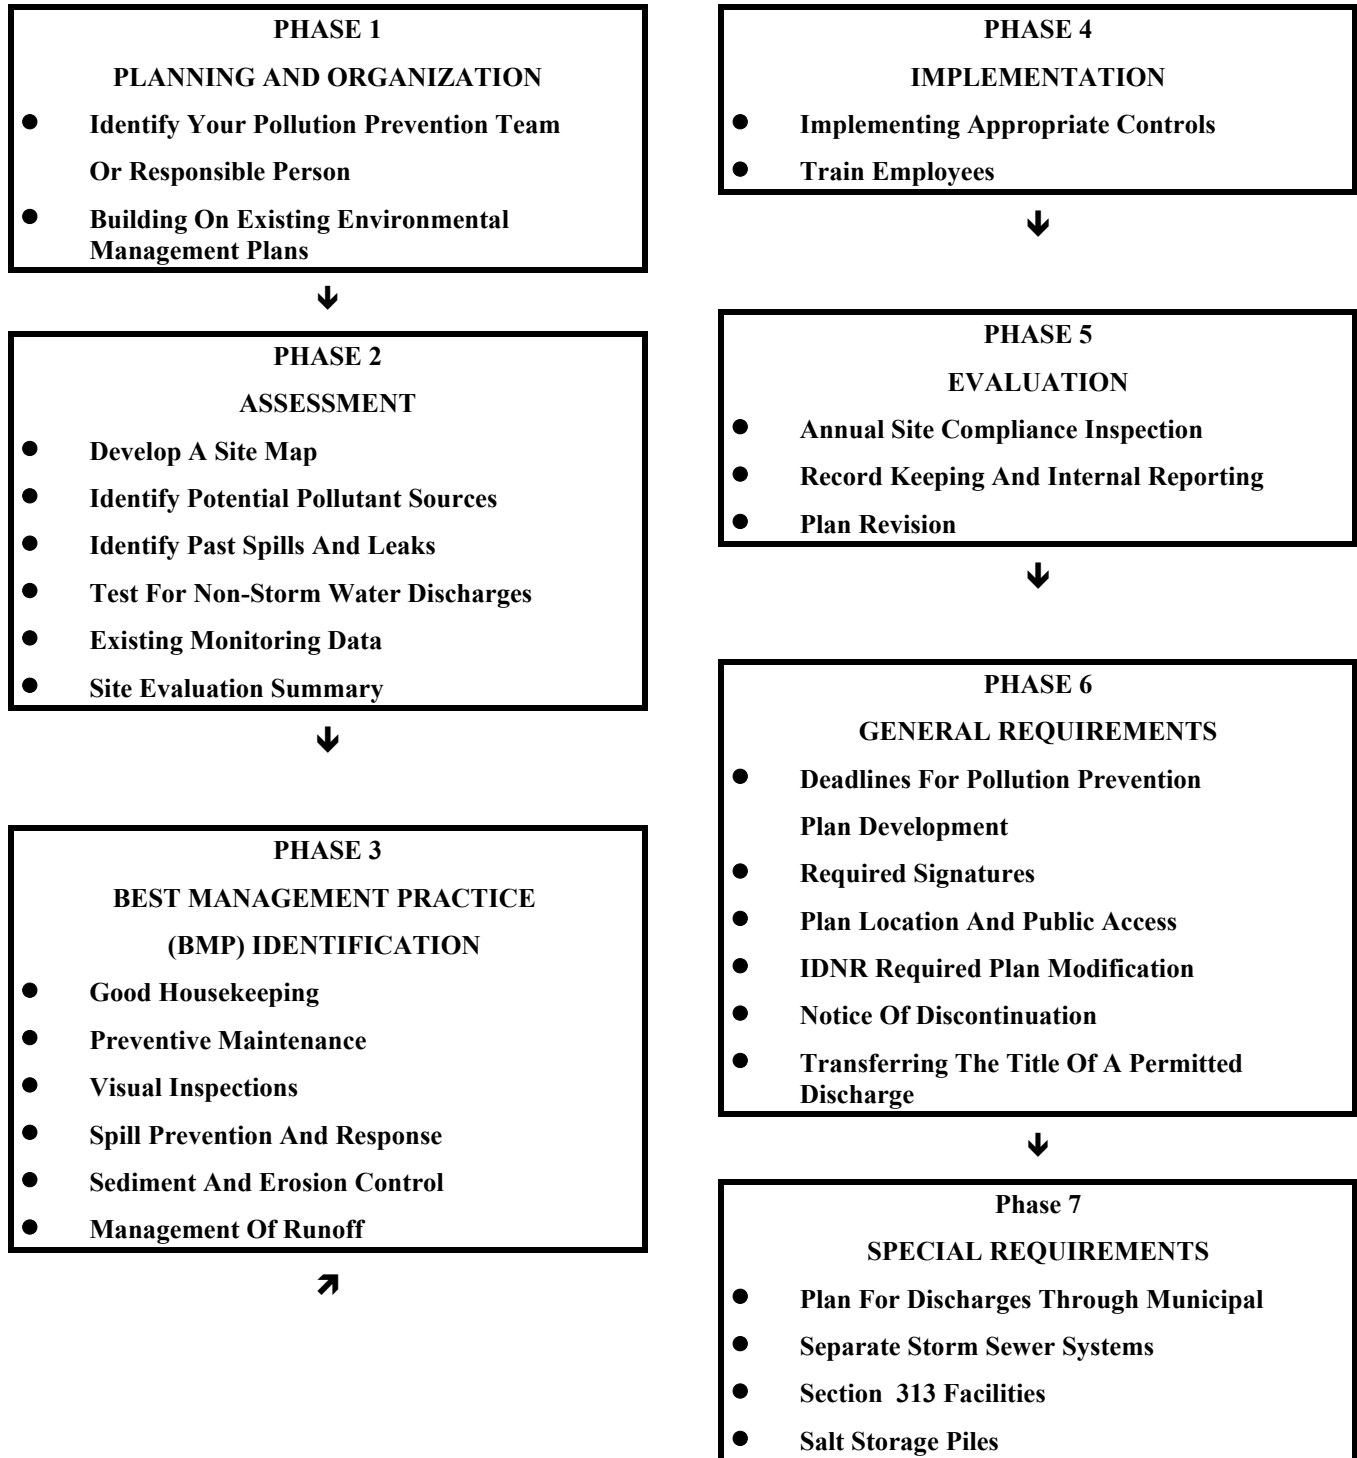 PHASE 1
PLANNING AND ORGANIZATION
● Identify Your Pollution Prevention Team
Or Responsible Person
● Building On Existing Environmental
Management Plans
🡻
PHASE 2
ASSESSMENT
● Develop A Site Map
● Identify Potential Pollutant Sources
● Identify Past Spills And Leaks
● Test For Non-Storm Water Discharges
● Existing Monitoring Data
● Site Evaluation Summary
🡻
PHASE 3
BEST MANAGEMENT PRACTICE
(BMP) IDENTIFICATION
● Good Housekeeping
● Preventive Maintenance
● Visual Inspections
● Spill Prevention And Response
● Sediment And Erosion Control
● Management Of Runoff
🡽
PHASE 4
IMPLEMENTATION
● Implementing Appropriate Controls
● Train Employees
🡻
PHASE 5
EVALUATION
● Annual Site Compliance Inspection
● Record Keeping And Internal Reporting
● Plan Revision
🡻
PHASE 6
GENERAL REQUIREMENTS
● Deadlines For Pollution Prevention
Plan Development
● Required Signatures
● Plan Location And Public Access
● IDNR Required Plan Modification
● Notice Of Discontinuation
● Transferring The Title Of A Permitted
Discharge
🡻
Phase 7
SPECIAL REQUIREMENTS
● Plan For Discharges Through Municipal
● Separate Storm Sewer Systems
● Section 313 Facilities
● Salt Storage Piles